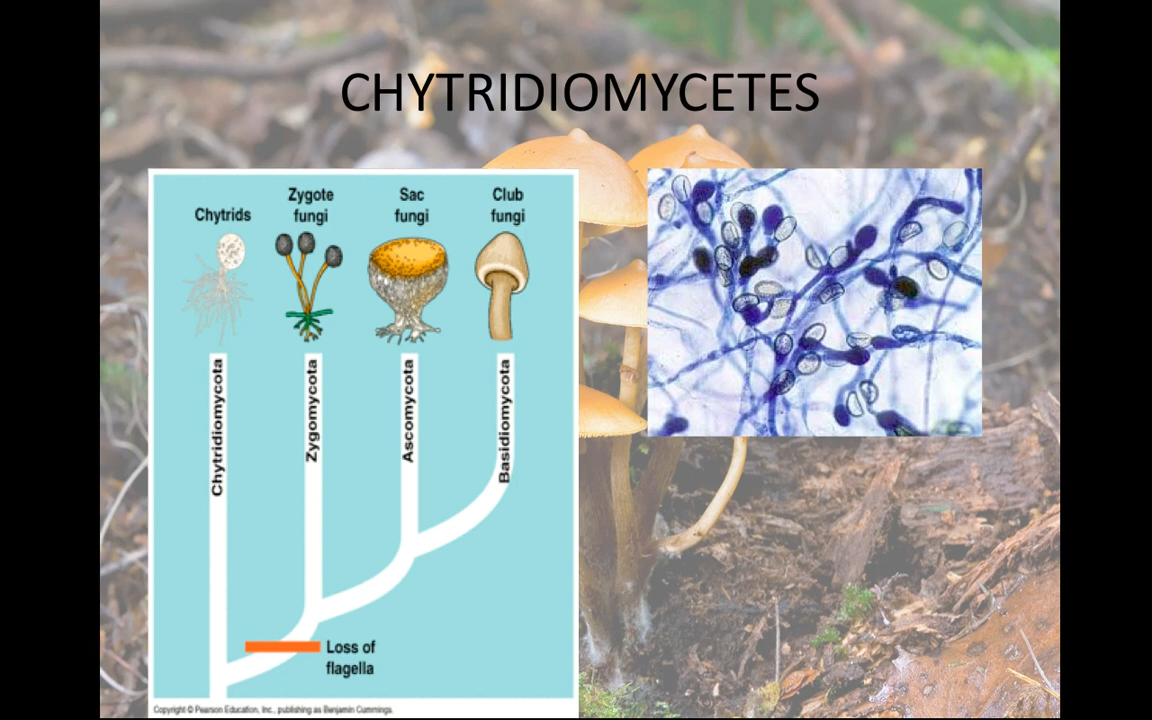 CHYTRIDIOMYCETES
Chytrids
Zygote
fungi
Sac
fungi
Club
fungi
Chytridiomycota
Zygomycota
Ascomycota
Basidiomycota
Loss of
flagella
Copyright © Pearson Education, Inc., publishing as Benjamin Cummings.